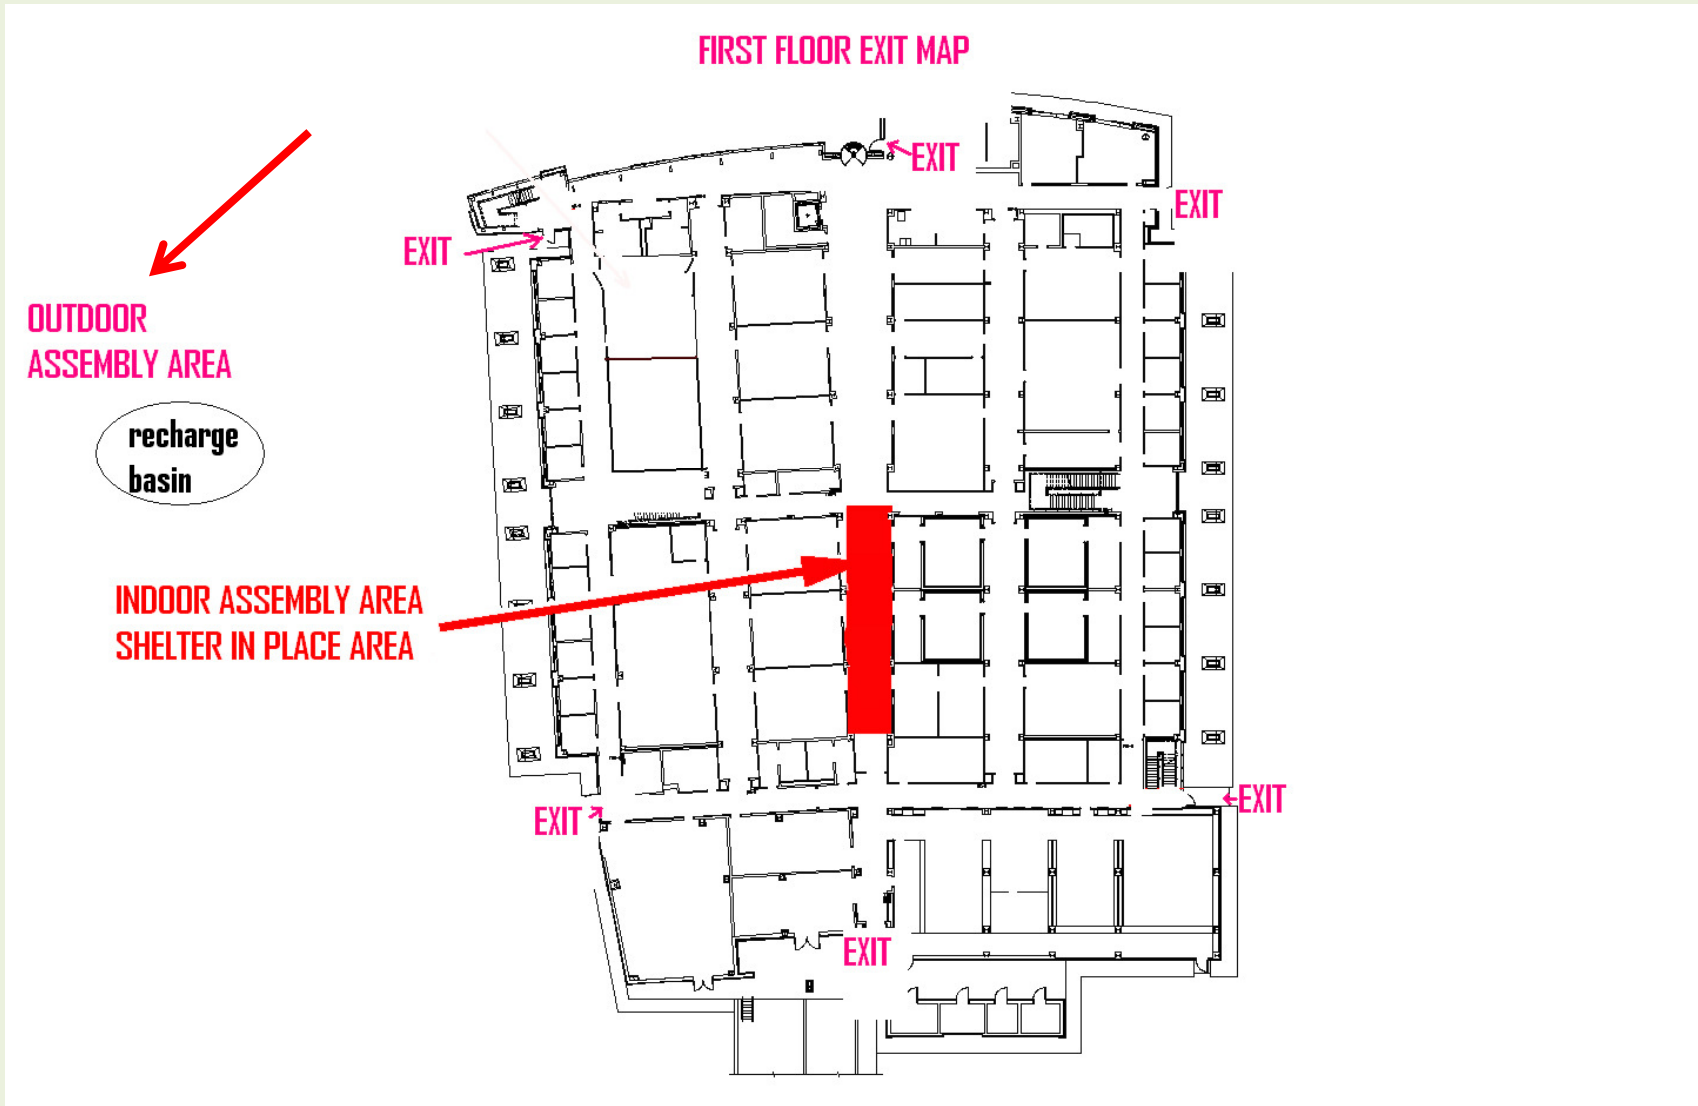 FIRST FLOOR EXIT MAP
EXIT
EXIT
EXIT
OUTDOOR
ASSEMBLY AREA
recharge
basin
INDOOR ASSEMBLY AREA
SHELTER IN PLACE AREA
EXIT
EXIT
EXIT